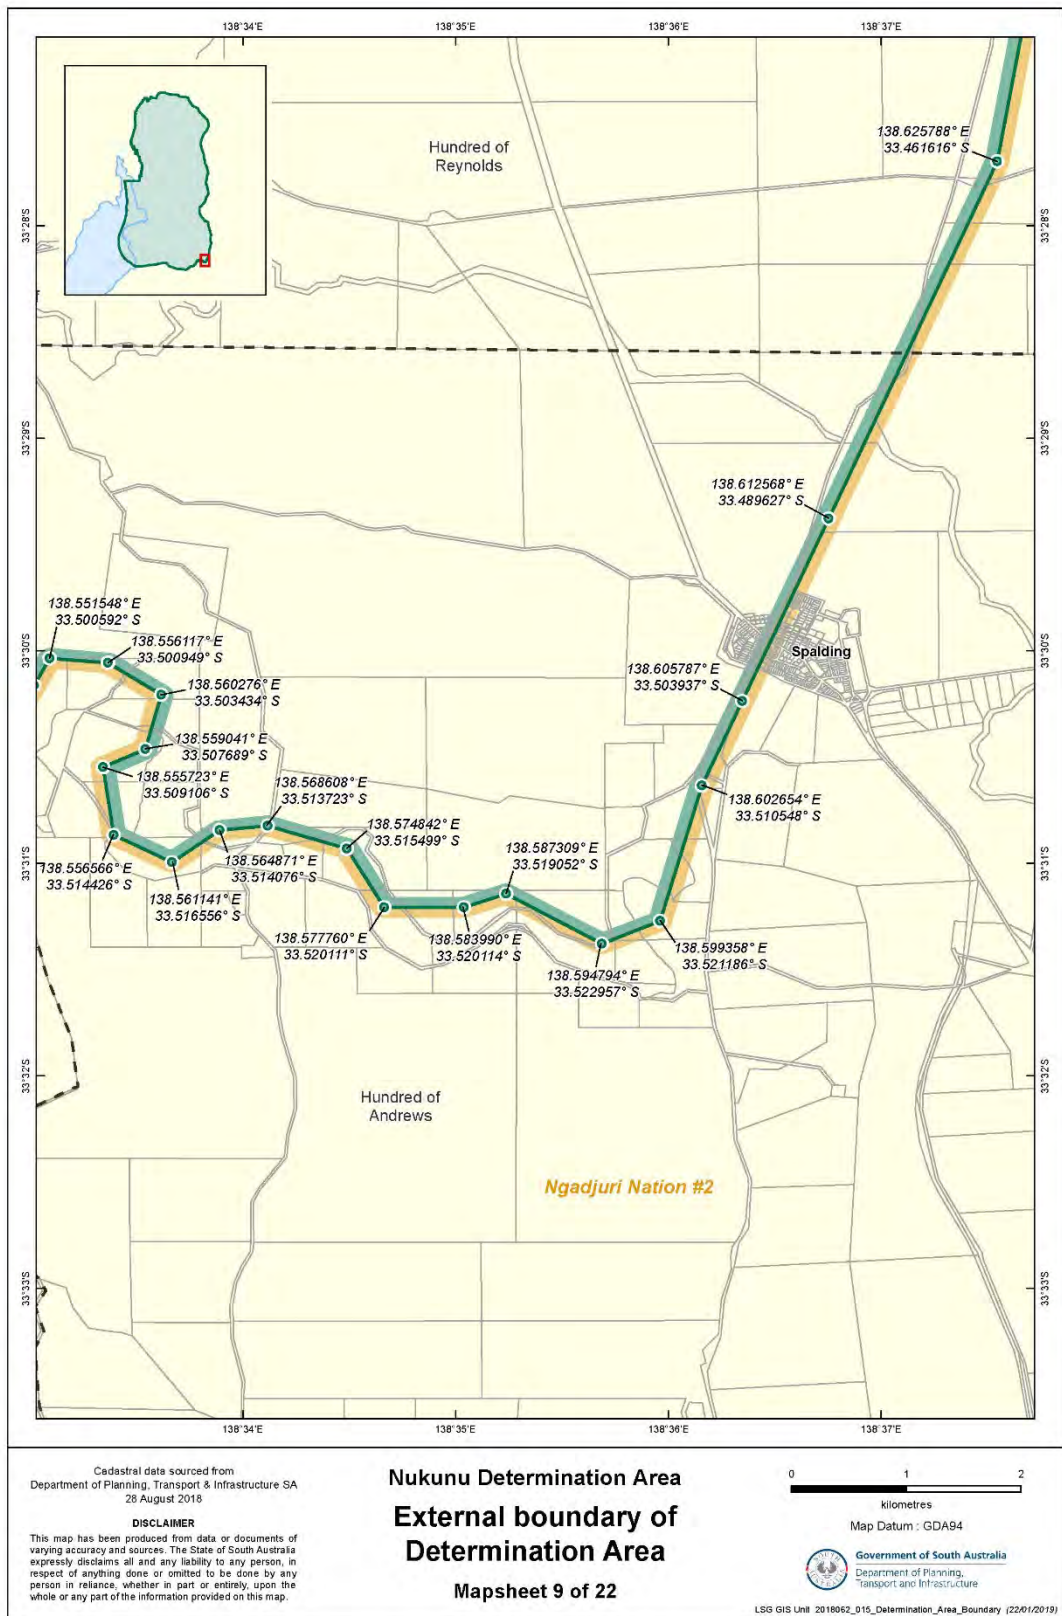 138°34'E
138°35'E
138°36'E
138°37'E
Hundred of
Reynolds
138.625788° E
33.461616° S
33°28'S
33°28'S
33°29'S
33°29'S
138.612568° E
33.489627° S
138.551548° E
33.500592° S
138.556117° E
33.500949° S
33°30'S
33°30'S
Spalding
138.560276° E
33.503434° S
138.605787° E
33.503937° S
138.559041° E
33.507689° S
138.555723° E
33.509106° S
138.568608° E
33.513723° S
138.602654° E
33.510548° S
138.574842° E
33.515499° S
138.587309° E
33.519052° S
33°31'S
33°31'S
138.556566° E
33.514426° S
138.564871° E
33.514076° S
138.561141° E
33.516556° S
138.577760° E
33.520111° S
138.583990° E
33.520114° S
138.599358° E
33.521186° S
138.594794° E
33.522957° S
33°32'S
33°32'S
Hundred of
Andrews
Ngadjuri Nation #2
33°33'S
33°33'S
138°34'E
138°35'E
138°36'E
138°37'E
Cadastral data sourced from
Department of Planning, Transport & Infrastructure SA
28 August 2018
DISCLAIMER
This map has been produced from data or documents of
varying accuracy and sources. The State of South Australia
expressly disclaims all and any liability to any person, in
respect of anything done or omitted to be done by any
person in reliance, whether in part or entirely, upon the
whole or any part of the information provided on this map.
Nukunu Determination Area
External boundary of
Determination Area
Mapsheet 9 of 22
0 1 2
kilometres
Map Datum : GDA94
Government of South Australia
Department of Planning,
Transport and Infrastructure
LSG GIS Unit 2018062_015_Determination_Area_Boundary (22/01/2019)